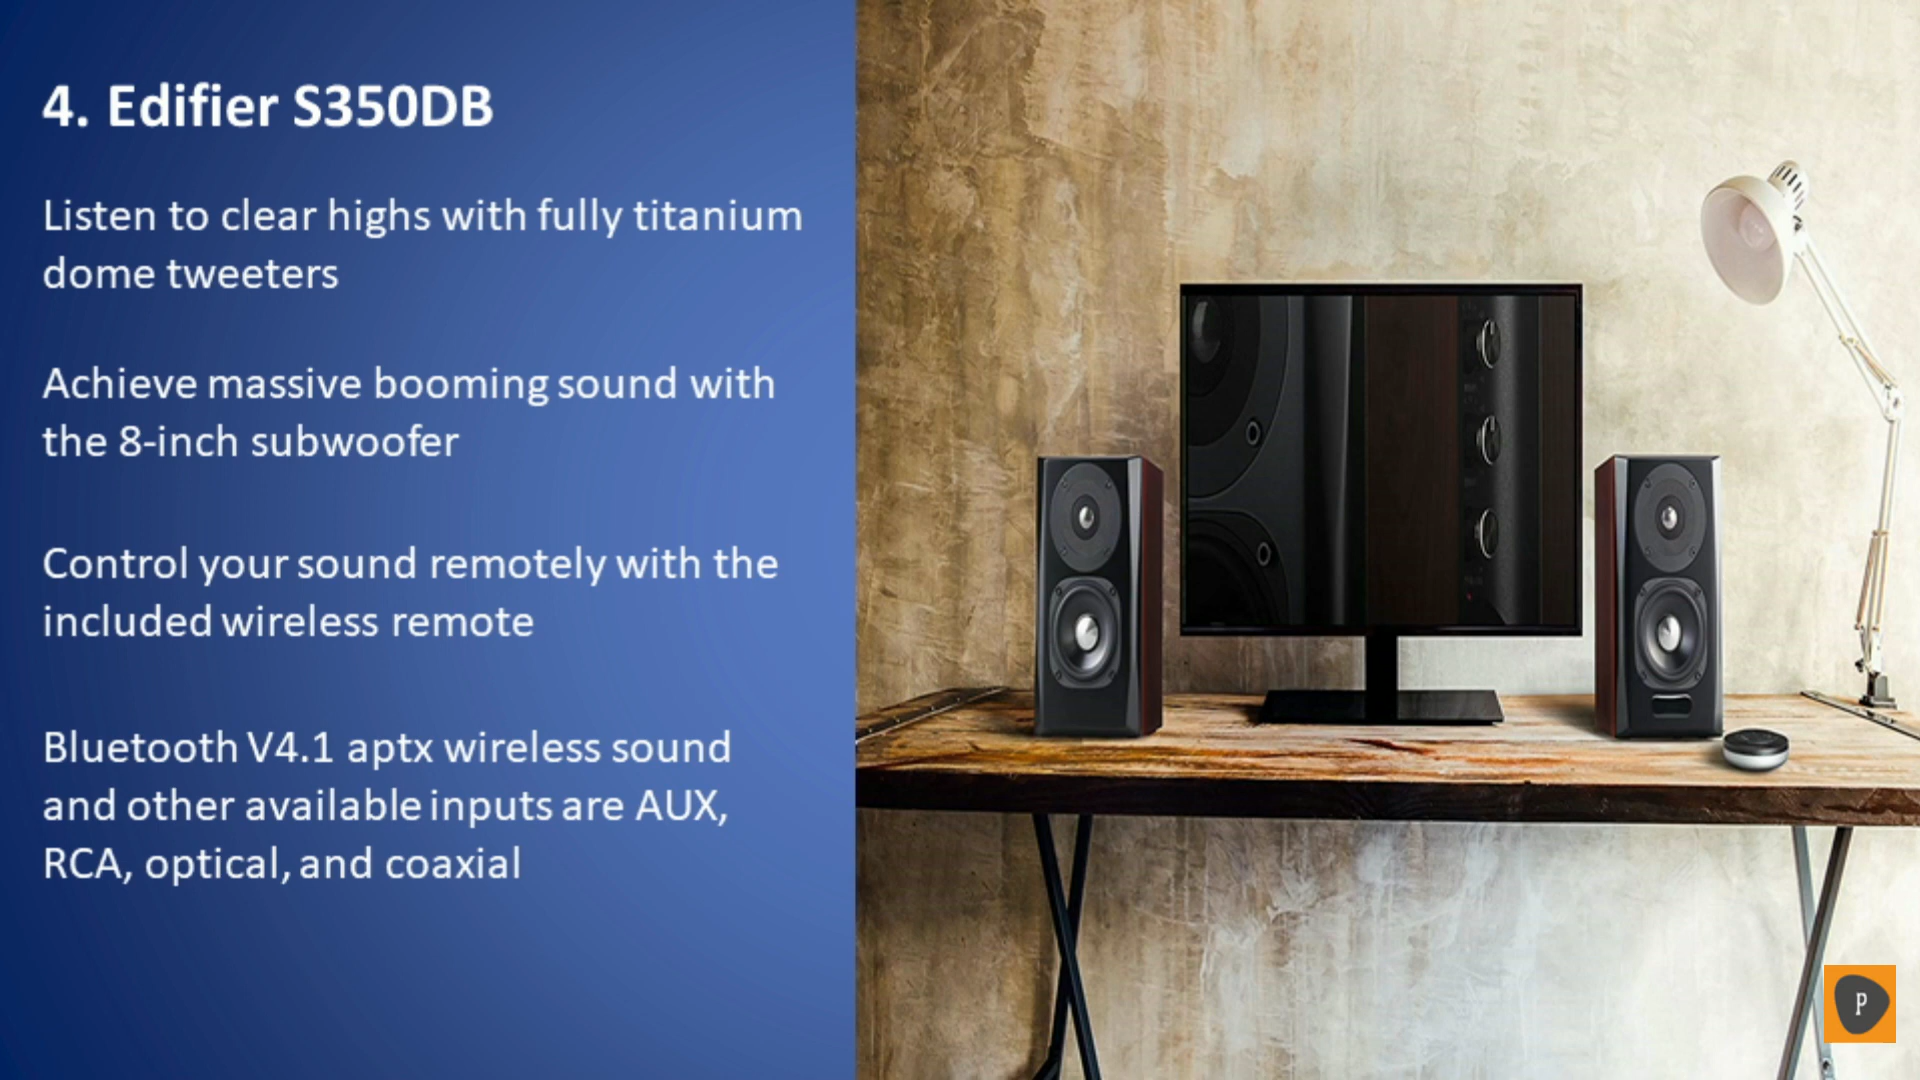 4. Edifier S350DB
Listen to clear highs with fully titanium
dome tweeters
Achieve massive booming sound with
the 8-inch subwoofer
Control your sound remotely with the
included wireless remote
Bluetooth V4.1 aptx wireless sound
and other available inputs are AUX,
RCA, optical, and coaxial
P